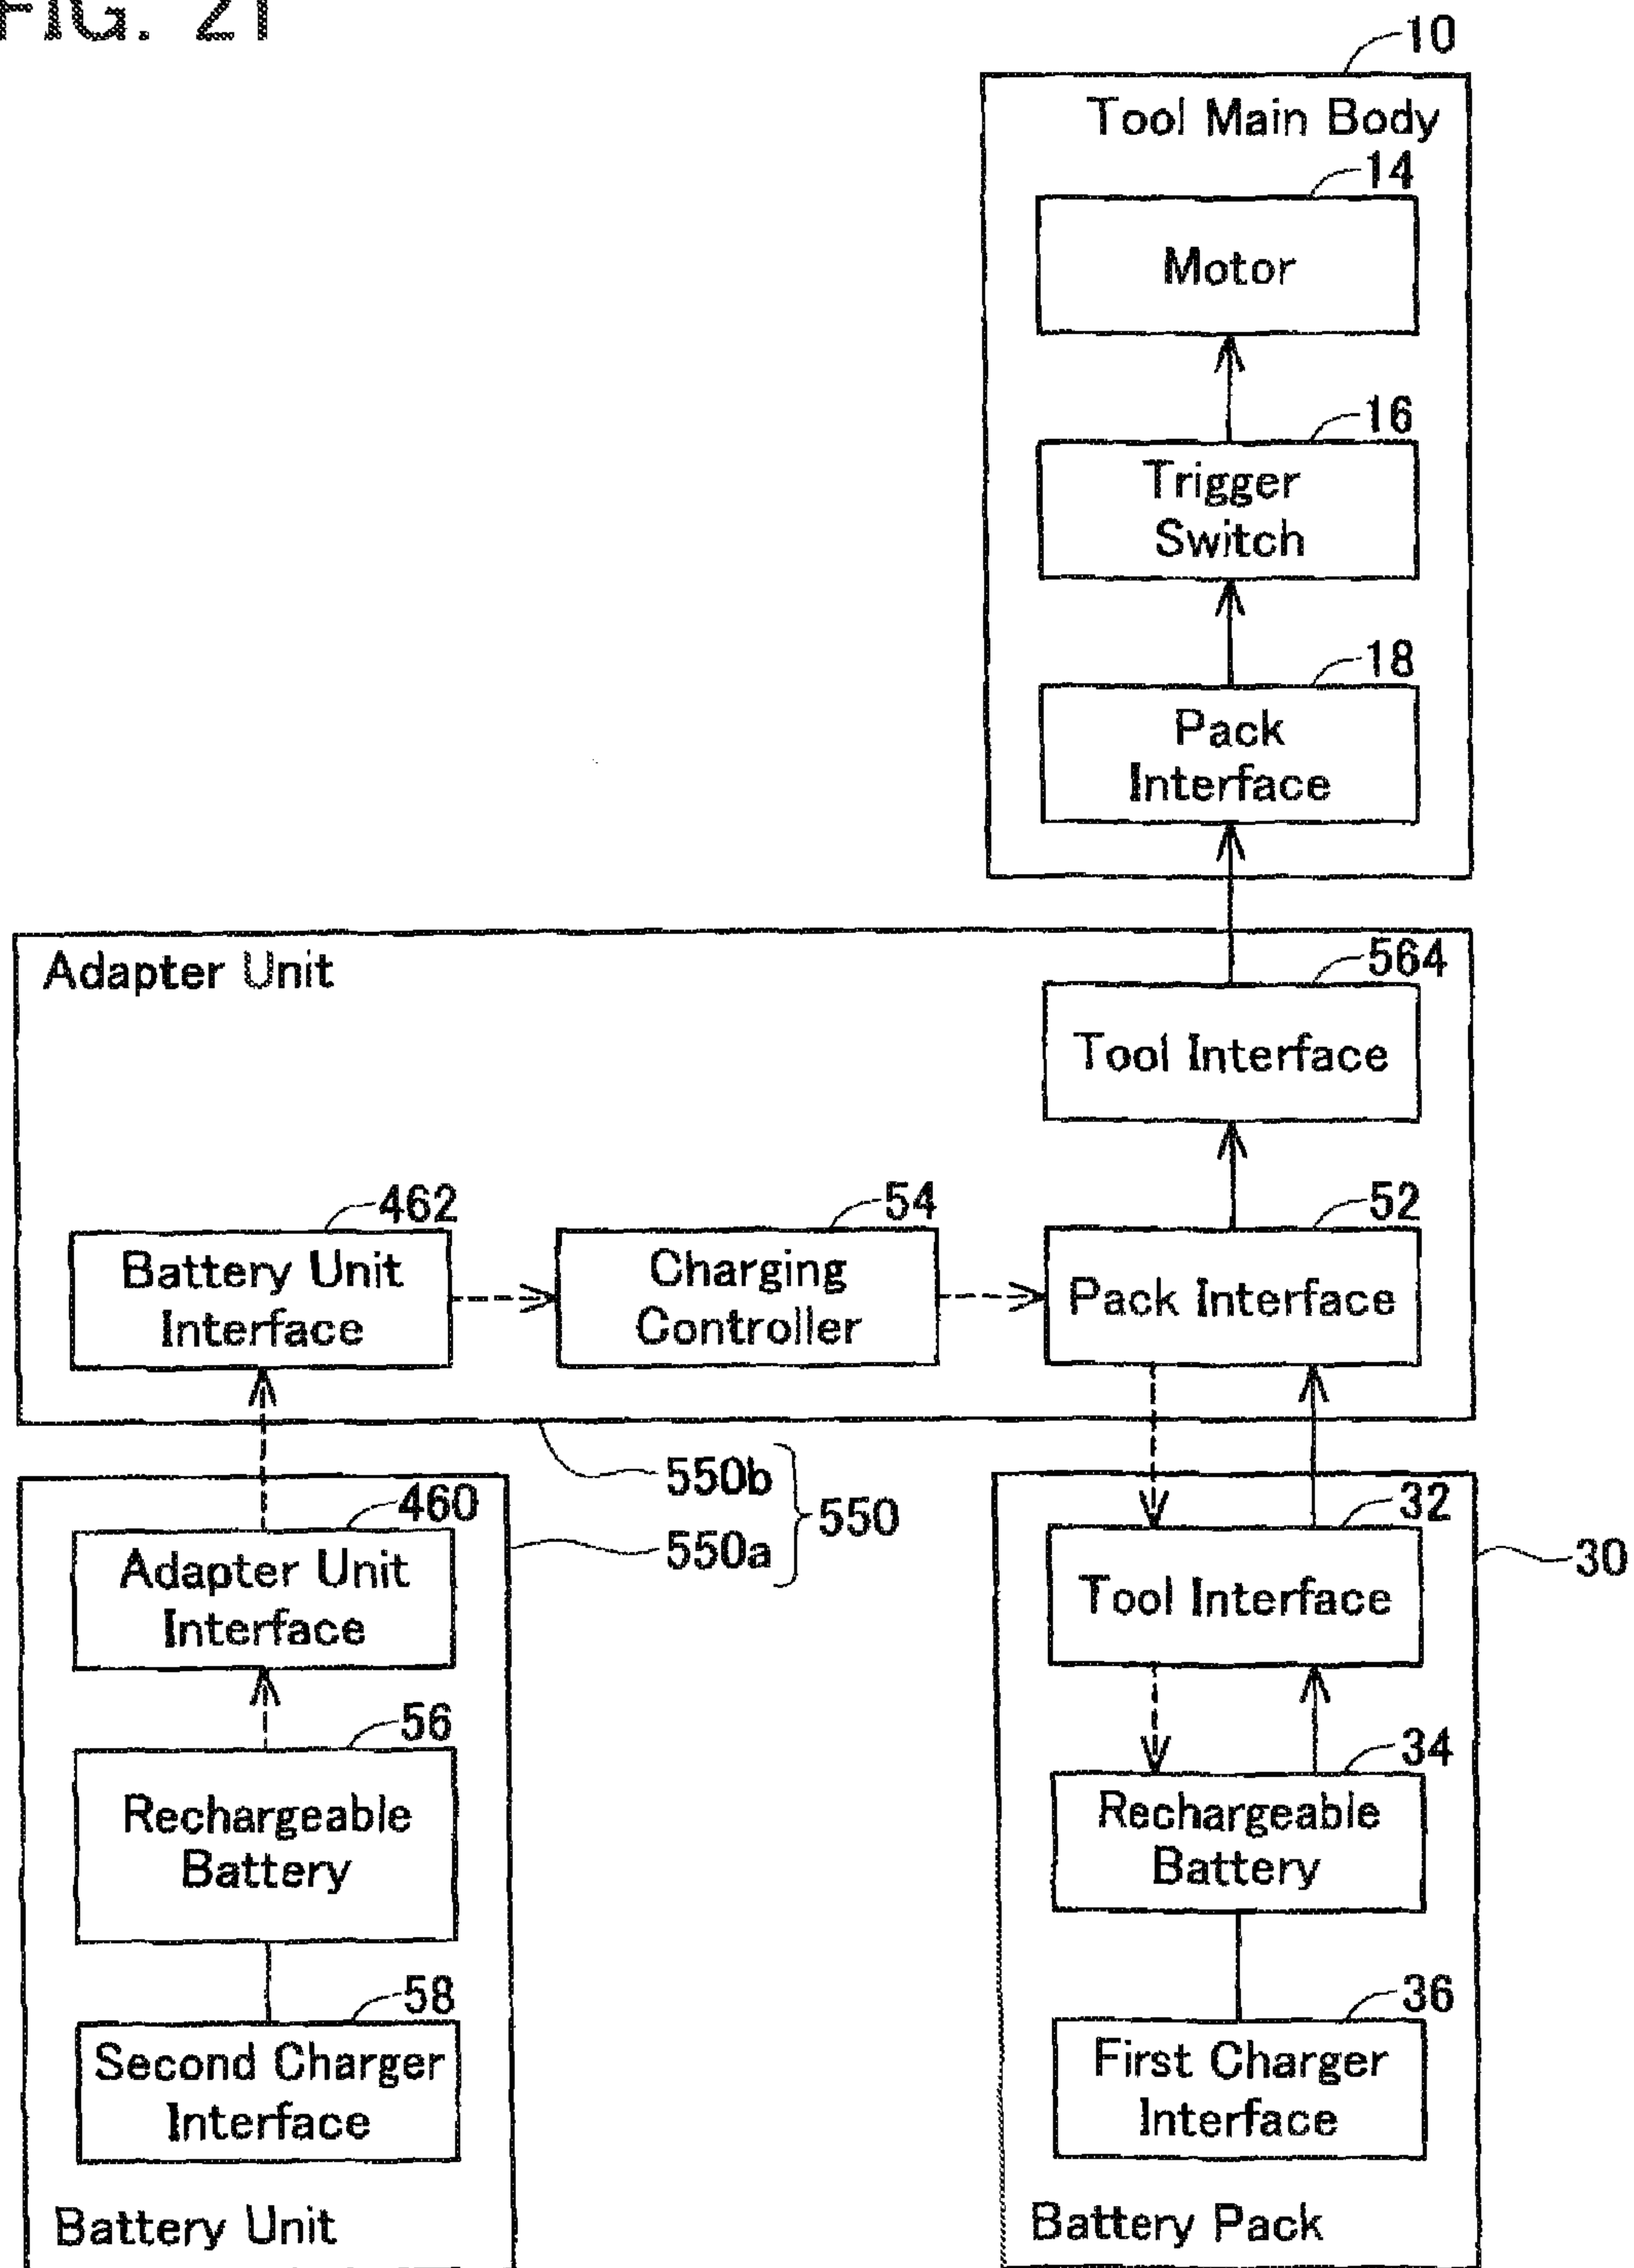 FIG. 21
10
Tool Main Body
14
Motor
16
Trigger
Switch
18
Pack
Interface
Adapter Unit
564
Tool Interface
462
Battery Unit
Interface
54
Charging
Controller
52
Pack Interface
550b
550a
550
460
Adapter Unit
Interface
56
Rechargeable
Battery
58
Second Charger
Interface
Battery Unit
32
30
Tool Interface
34
Rechargeable
Battery
36
First Charger
Interface
Battery Pack